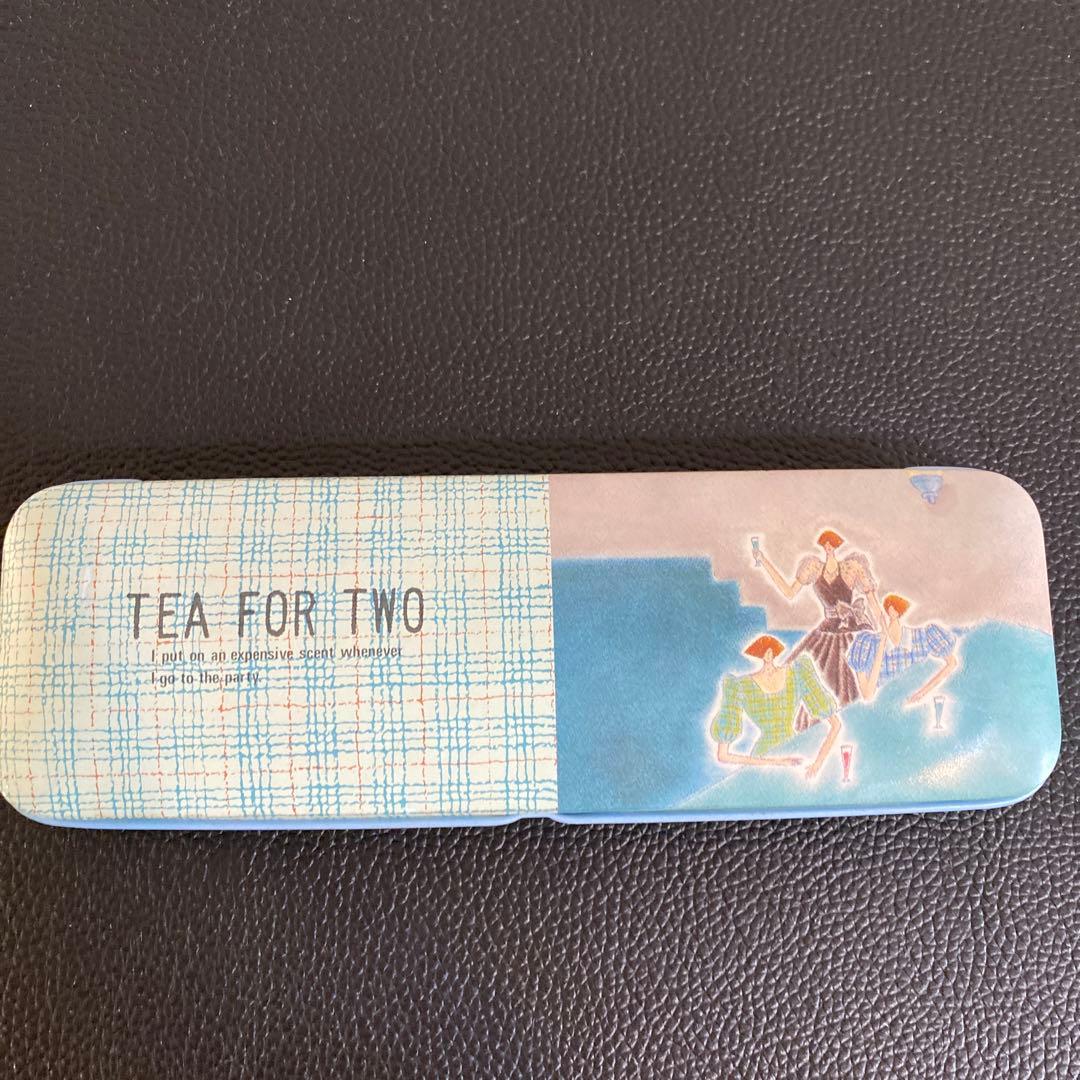 TEA FOR TWO
I put on an expensive scent whenever
I go to the party.